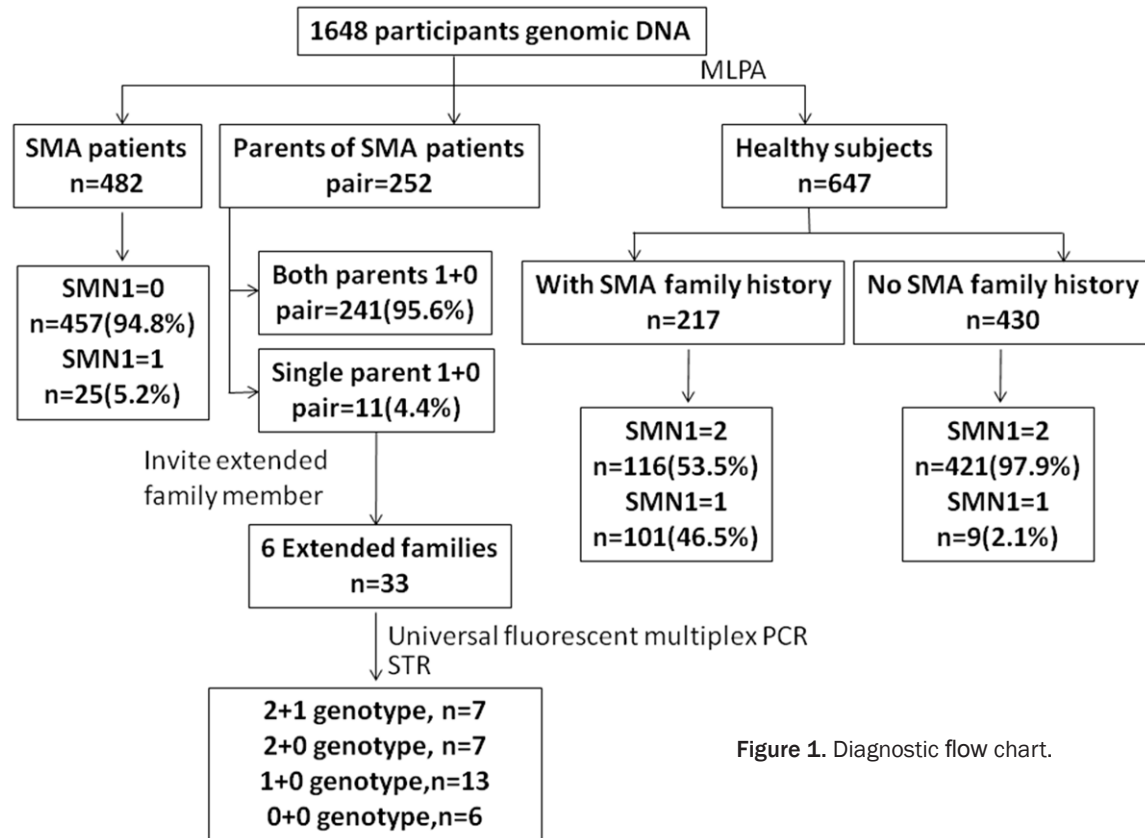 1648 participants genomic DNA
MLPA
SMA patients
n=482
Parents of SMA patients
pair=252
Healthy subjects
n=647
SMN1=0
n=457(94.8%)
SMN1=1
n=25(5.2%)
Both parents 1+0
pair=241(95.6%)
Single parent 1+0
pair=11(4.4%)
With SMA family history
n=217
No SMA family history
n=430
SMN1=2
n=116(53.5%)
SMN1=1
n=101(46.5%)
SMN1=2
n=421(97.9%)
SMN1=1
n=9(2.1%)
Invite extended
family member
6 Extended families
n=33
Universal fluorescent multiplex PCR
STR
2+1 genotype, n=7
2+0 genotype, n=7
1+0 genotype,n=13
0+0 genotype,n=6
Figure 1. Diagnostic flow chart.